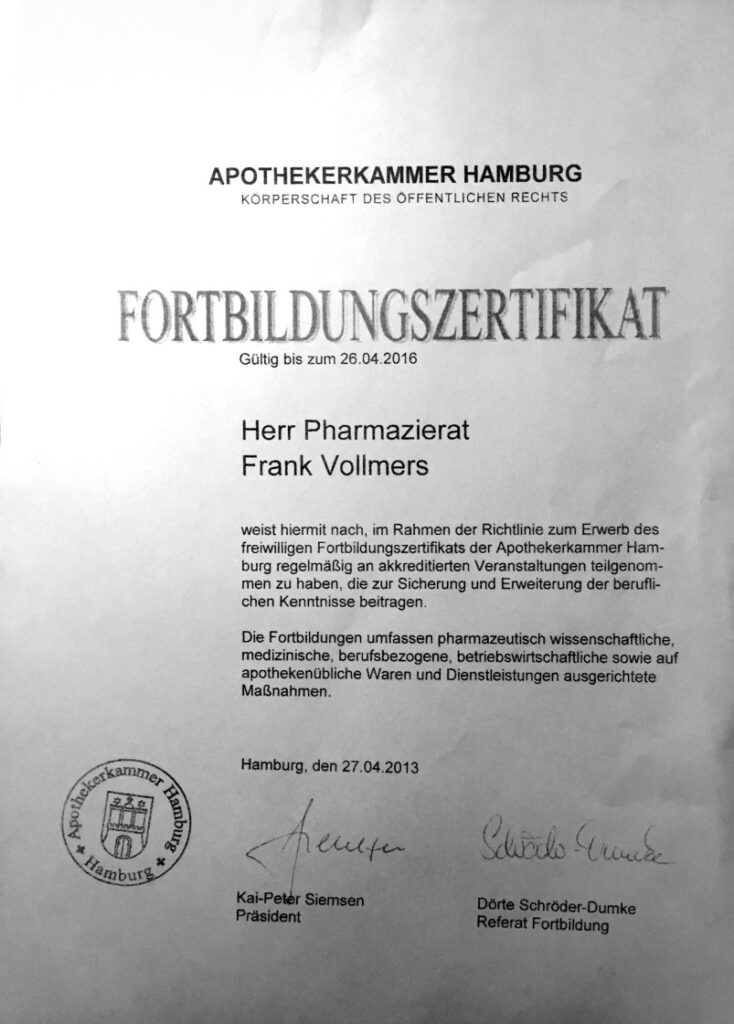 APOTHEKERKAMMER HAMBURG
KÖRPERSCHAFT DES ÖFFENTLICHEN RECHTS
FORTBILDUNGSZERTIFIKAT
Gültig bis zum 26.04.2016
Herr Pharmazierat
Frank Vollmers
weist hiermit nach, im Rahmen der Richtlinie zum Erwerb des
freiwilligen Fortbildungszertifikats der Apothekerkammer Ham-
burg regelmäßig an akkreditierten Veranstaltungen teilgenom-
men zu haben, die zur Sicherung und Erweiterung der berufli-
chen Kenntnisse beitragen.
Die Fortbildungen umfassen pharmazeutisch wissenschaftliche,
medizinische, berufsbezogene, betriebswirtschaftliche sowie auf
apothekenübliche Waren und Dienstleistungen ausgerichtete
Maßnahmen.
Hamburg, den 27.04.2013
Apothekerkammer Hamburg
Hamburg
Siemsen
Schröder-Dumke
Kai-Peter Siemsen
Präsident
Dörte Schröder-Dumke
Referat Fortbildung